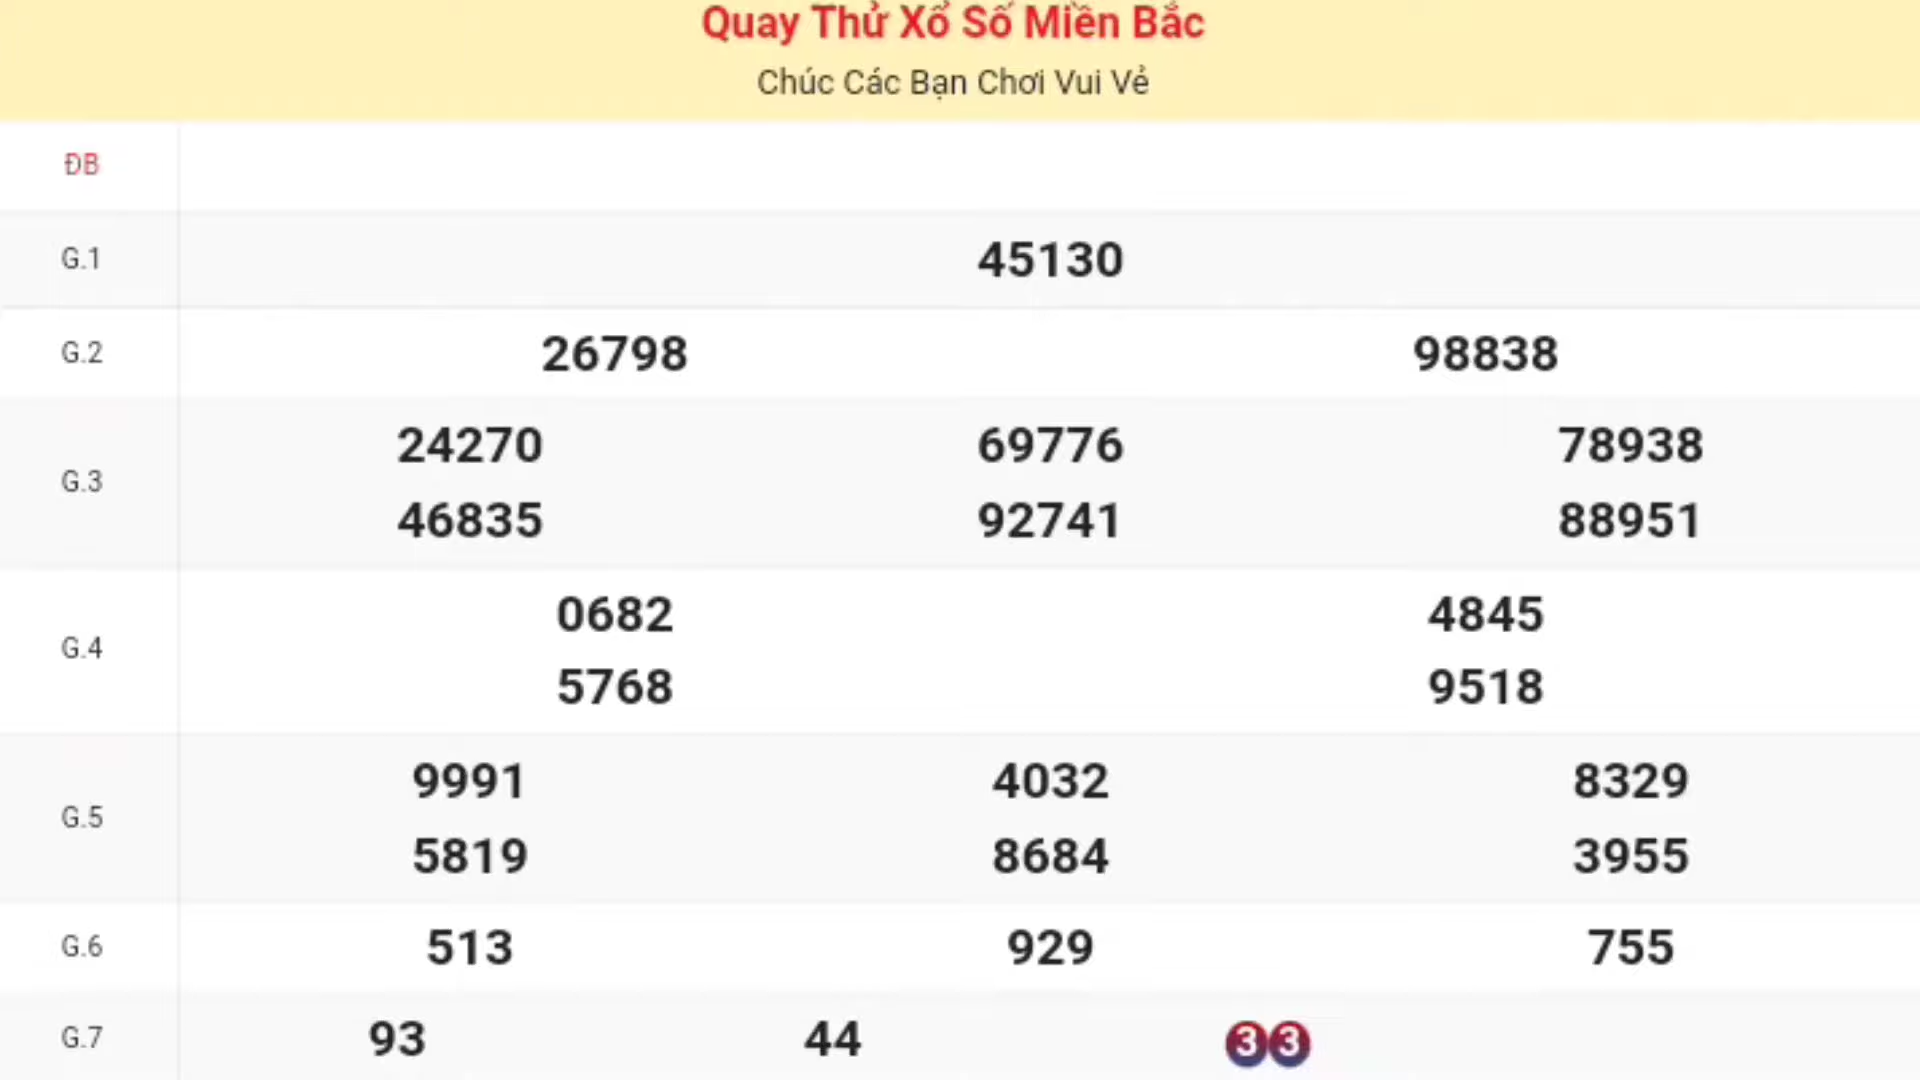 Quay Thử Xổ Số Miền Bắc
Chúc Các Bạn Chơi Vui Vẻ
ĐB
G.1 45130
G.2 26798 98838
G.3 24270 69776 78938
46835 92741 88951
G.4 0682 4845
5768 9518
G.5 9991 4032 8329
5819 8684 3955
G.6 513 929 755
G.7 93 44 33